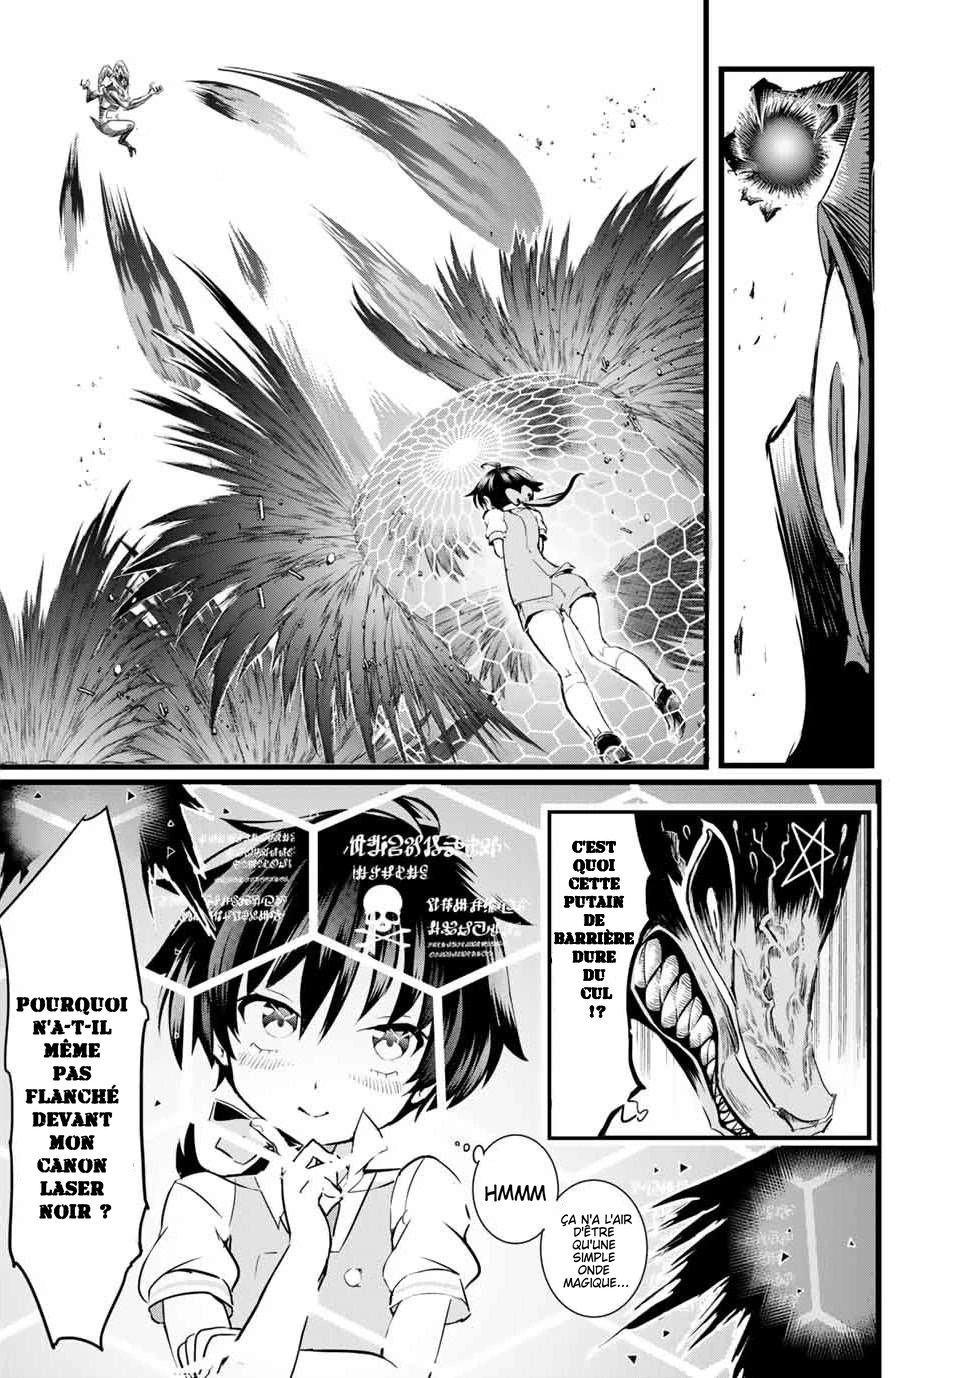 C'EST
QUOI
CETTE
PUTAIN
DE
BARRIÈRE
DURE
DU
CUL
!?
POURQUOI
N'A-T-IL
MÊME
PAS
FLANCHÉ
DEVANT
MON
CANON
LASER
NOIR ?
HMMM
ÇA N'A L'AIR
D'ÊTRE
QU'UNE
SIMPLE
ONDE
MAGIQUE...